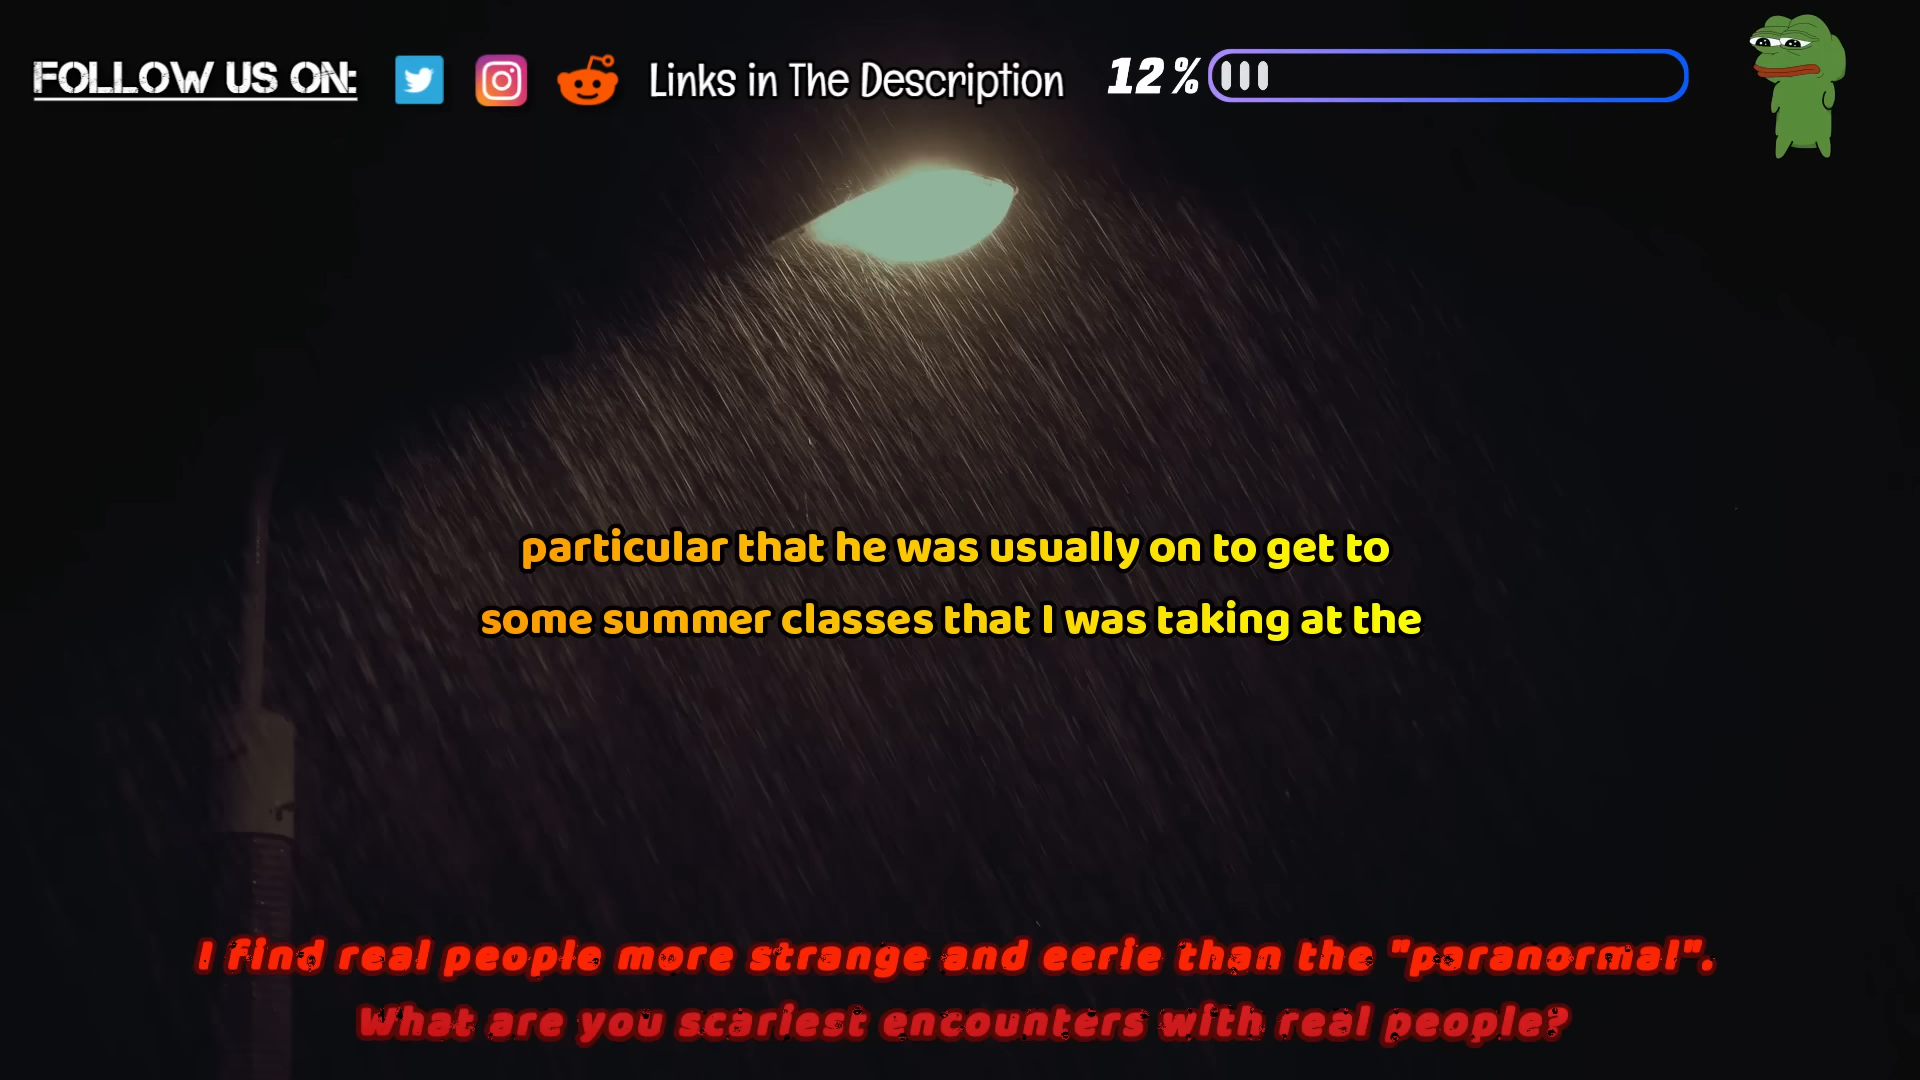 FOLLOW US ON: Links in The Description 12%
particular that he was usually on to get to
some summer classes that I was taking at the
I find real people more strange and eerie than the "paranormal".
What are you scariest encounters with real people?